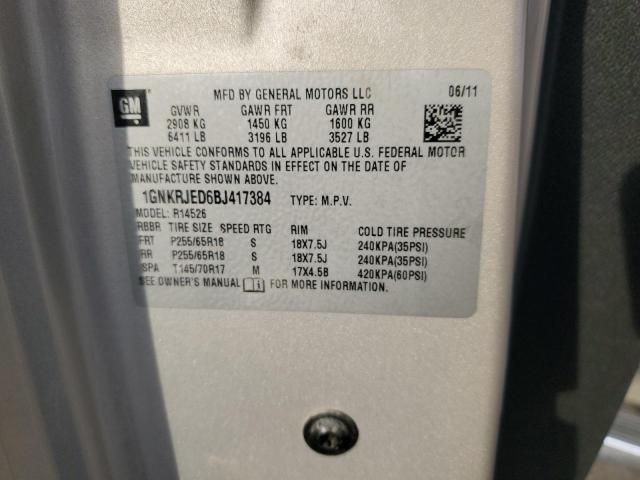 GM
MFD BY GENERAL MOTORS LLC 06/11
GVWR GAWR FRT GAWR RR
2908 KG 1450 KG 1600 KG
6411 LB 3196 LB 3527 LB
THIS VEHICLE CONFORMS TO ALL APPLICABLE U.S. FEDERAL MOTOR
VEHICLE SAFETY STANDARDS IN EFFECT ON THE DATE OF
MANUFACTURE SHOWN ABOVE.
1GNKRJED6BJ417384 TYPE: M.P.V.
MODEL: R14526
RBBR TIRE SIZE SPEED RTG RIM COLD TIRE PRESSURE
FRT P255/65R18 S 18X7.5J 240KPA(35PSI)
RR P255/65R18 S 18X7.5J 240KPA(35PSI)
SPA T145/70R17 M 17X4.5B 420KPA(60PSI)
SEE OWNER'S MANUAL FOR MORE INFORMATION.